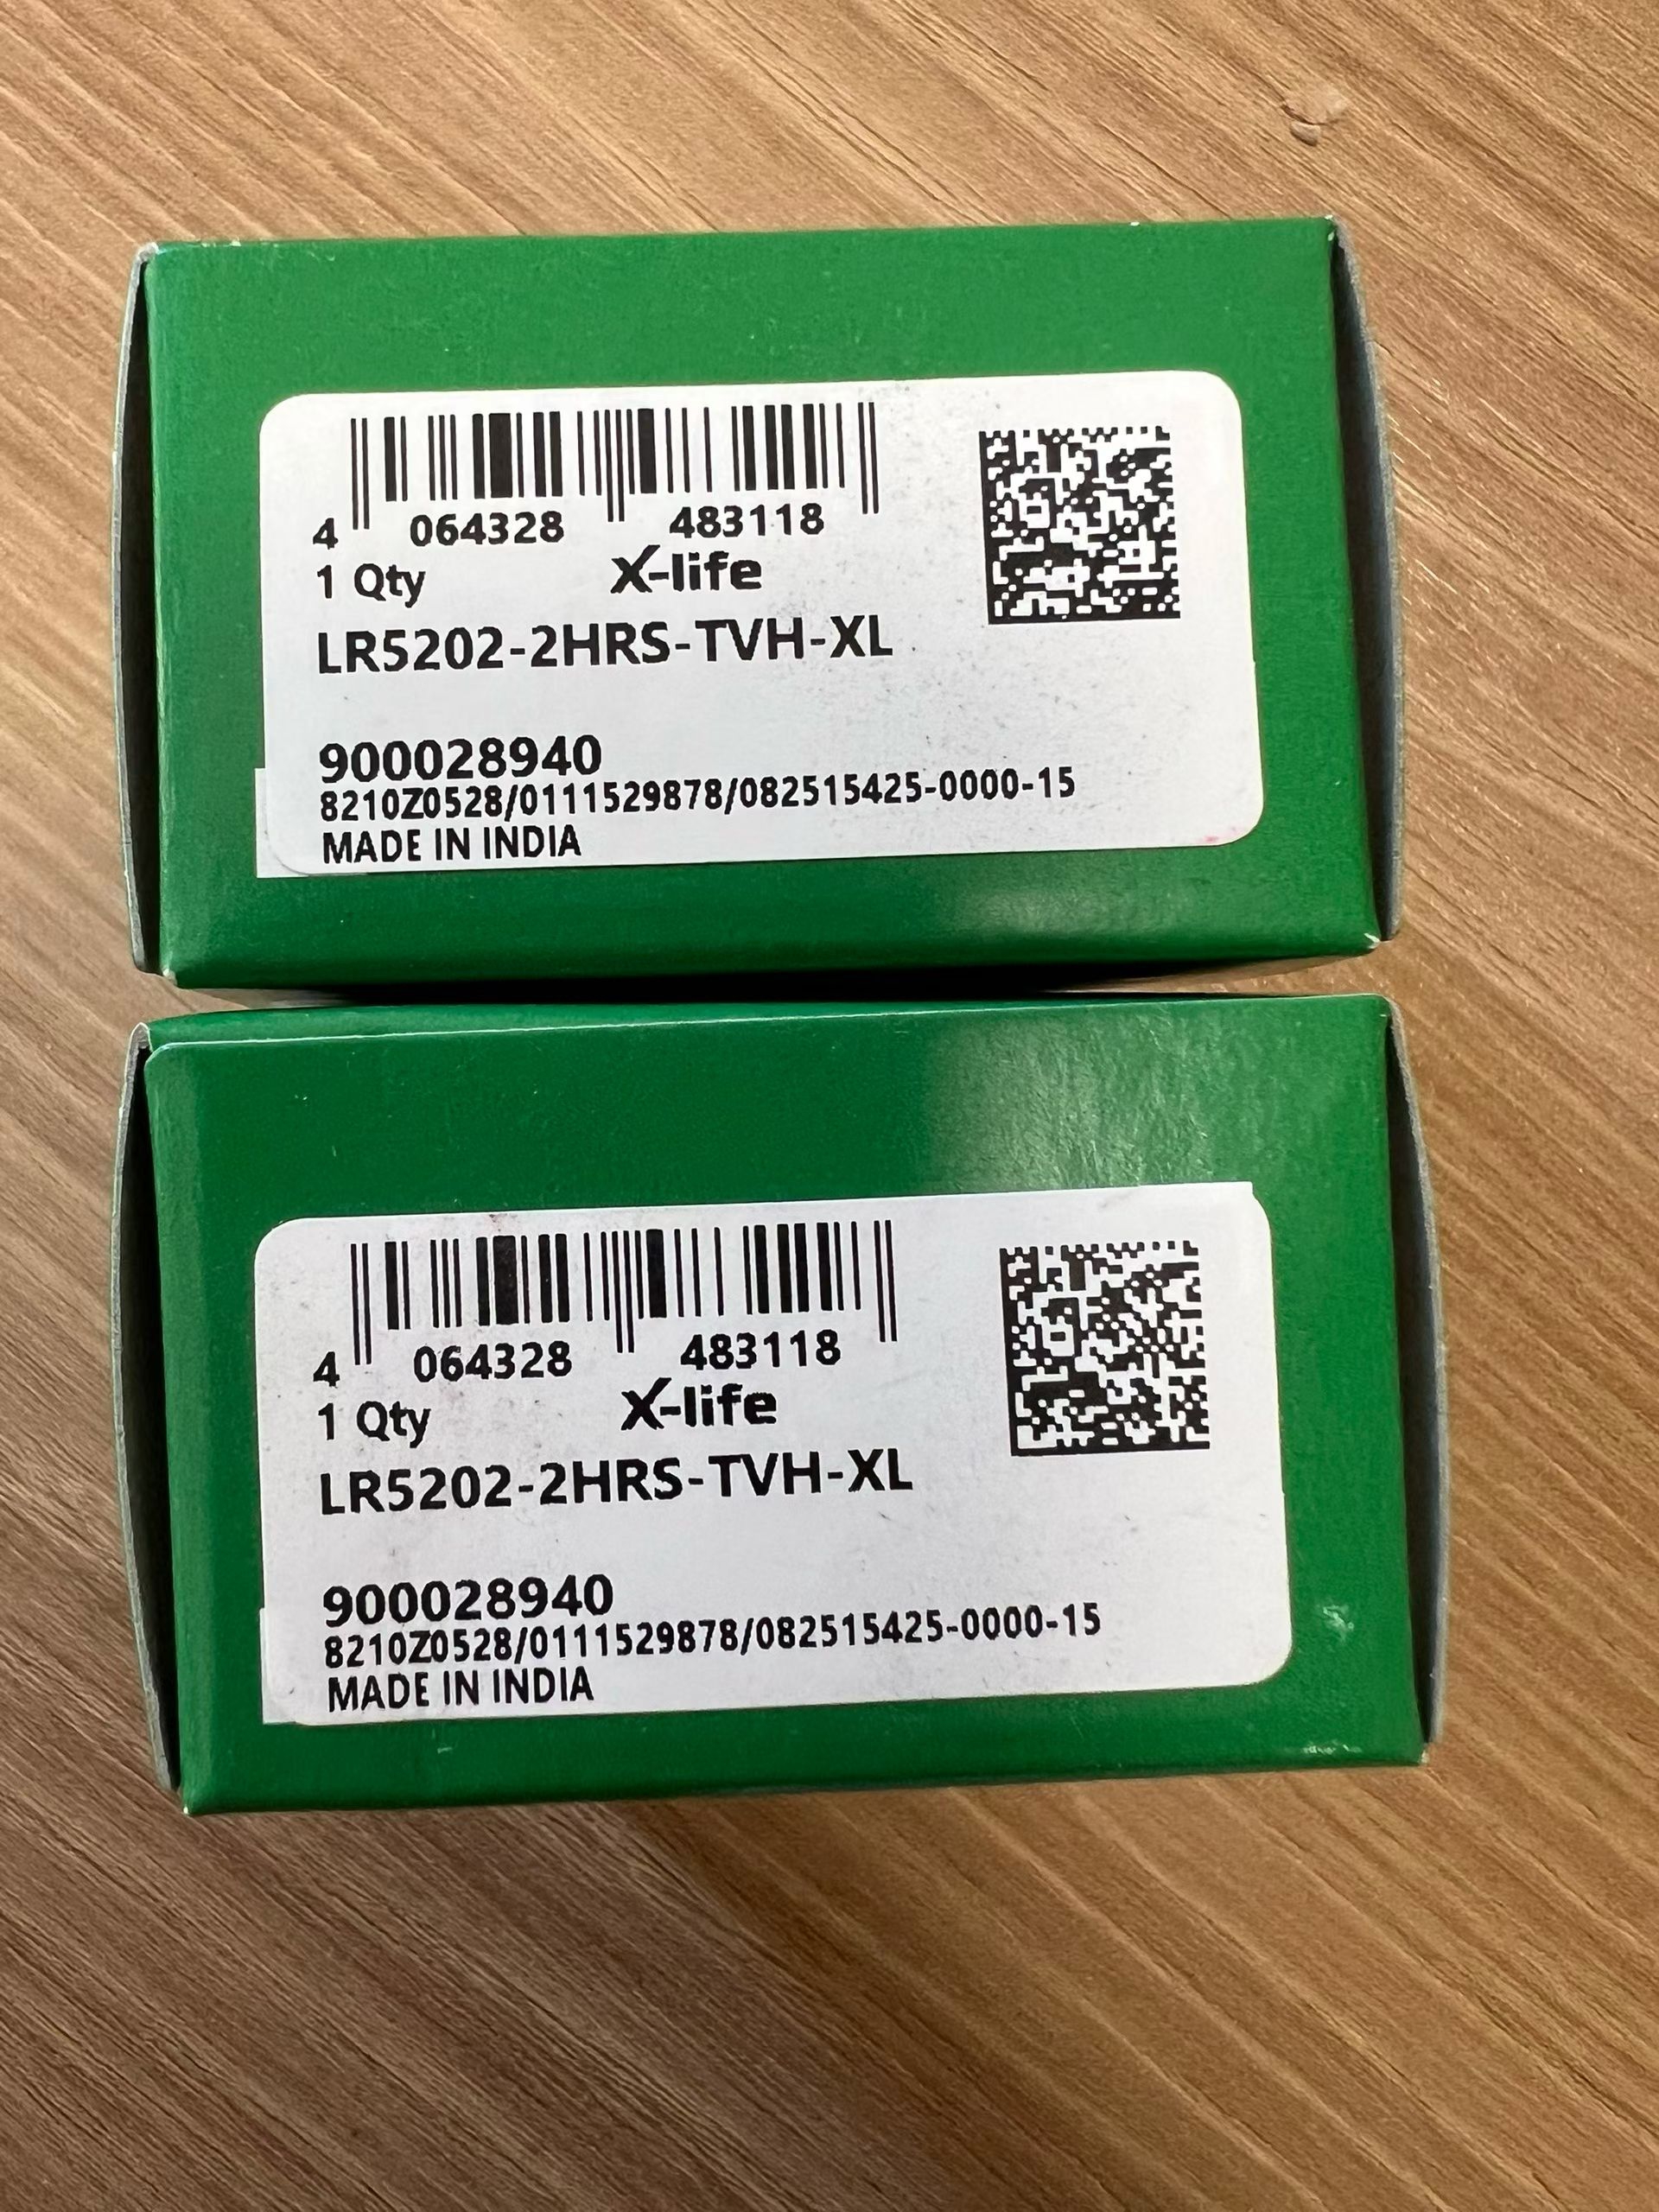 4 064328 483118
1 Qty X-life
LR5202-2HRS-TVH-XL
900028940
8210Z0528/0111529878/082515425-0000-15
MADE IN INDIA
4 064328 483118
1 Qty X-life
LR5202-2HRS-TVH-XL
900028940
8210Z0528/0111529878/082515425-0000-15
MADE IN INDIA